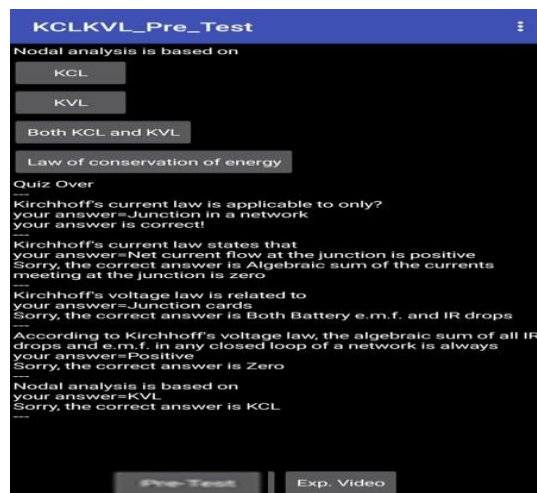 KCLKVL_Pre_Test
Nodal analysis is based on
KCL
KVL
Both KCL and KVL
Law of conservation of energy
Quiz Over
---
Kirchhoff's current law is applicable to only?
your answer=Junction in a network
your answer is correct!
---
Kirchhoff's current law states that
your answer=Net current flow at the junction is positive
Sorry, the correct answer is Algebraic sum of the currents
meeting at the junction is zero
---
Kirchhoff's voltage law is related to
your answer=Junction cards
Sorry, the correct answer is Both Battery e.m.f. and IR drops
---
According to Kirchhoff's voltage law, the algebraic sum of all IR
drops and e.m.f. in any closed loop of a network is always
your answer=Positive
Sorry, the correct answer is Zero
---
Nodal analysis is based on
your answer=KVL
Sorry, the correct answer is KCL
---
Pre-Test
Exp. Video